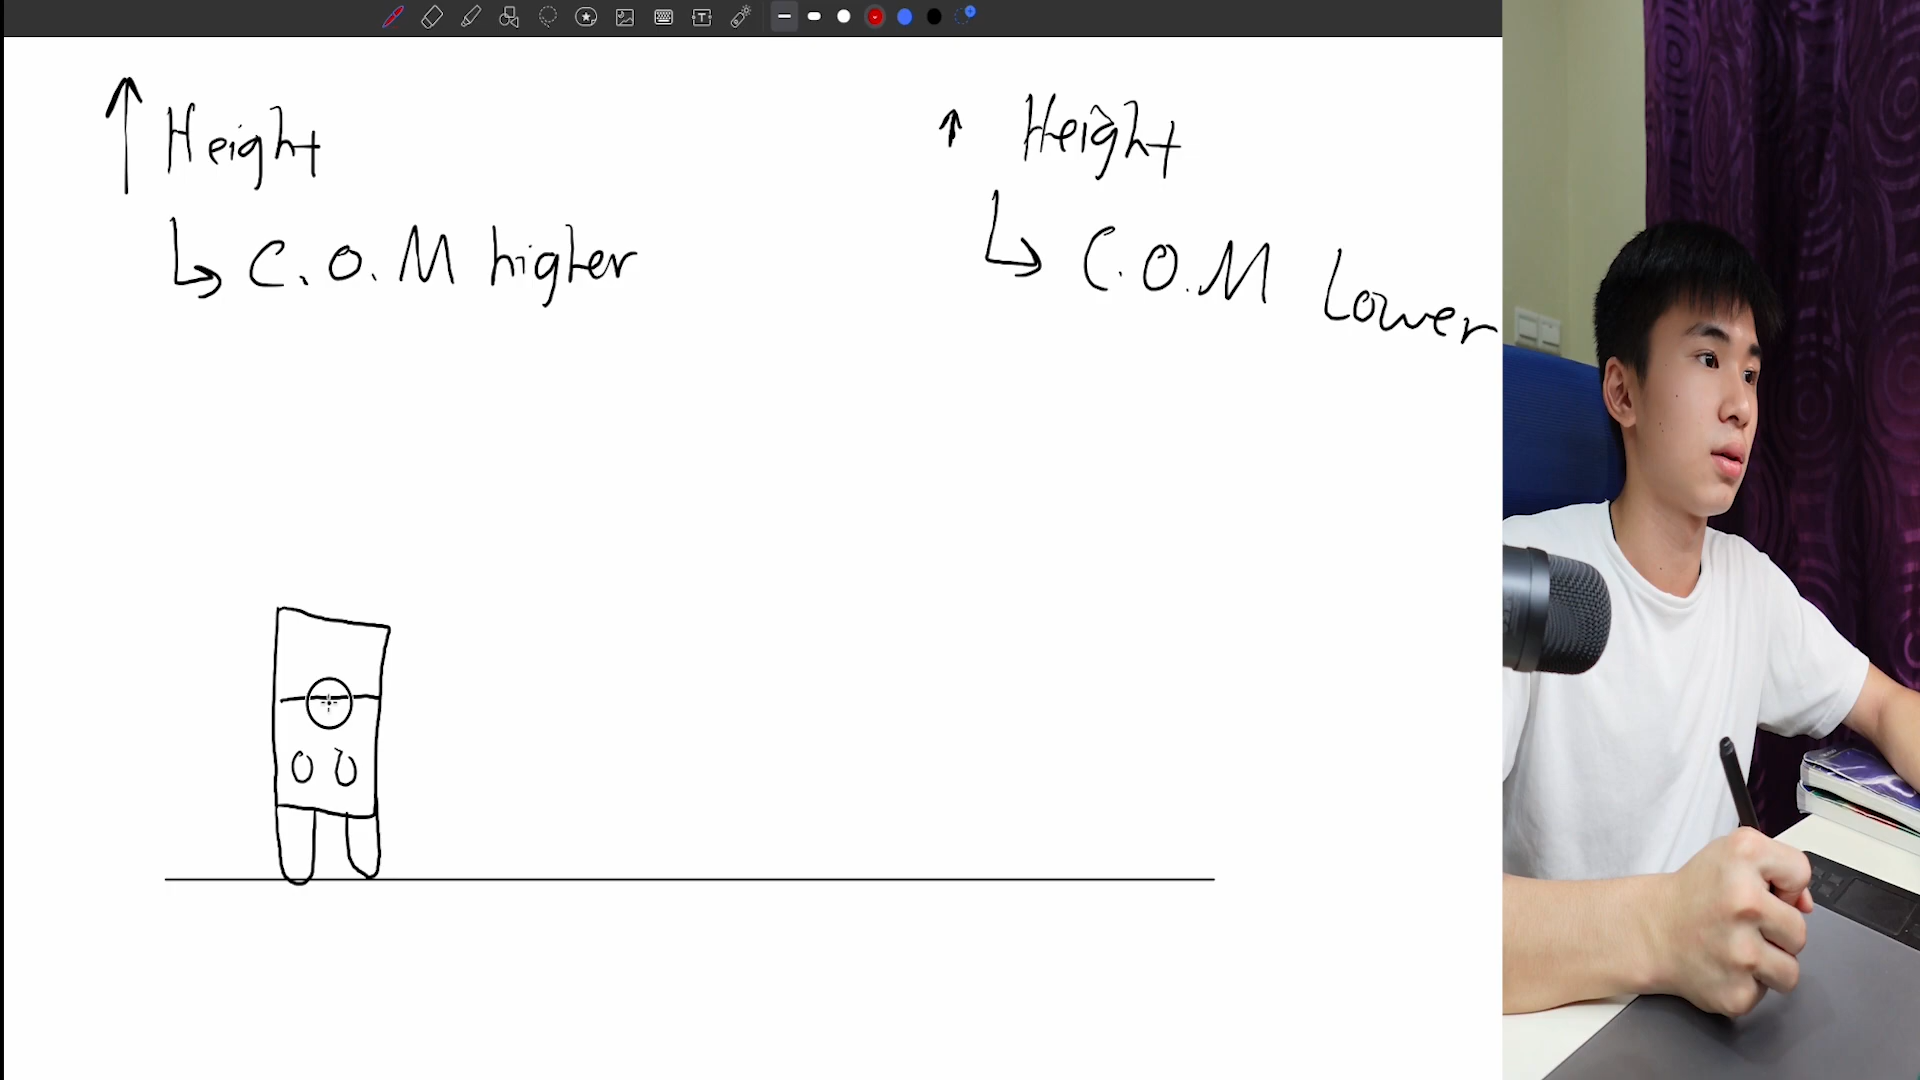 ↑ Height
↳ C.O.M higher
↑ Height
↳ C.O.M Lower